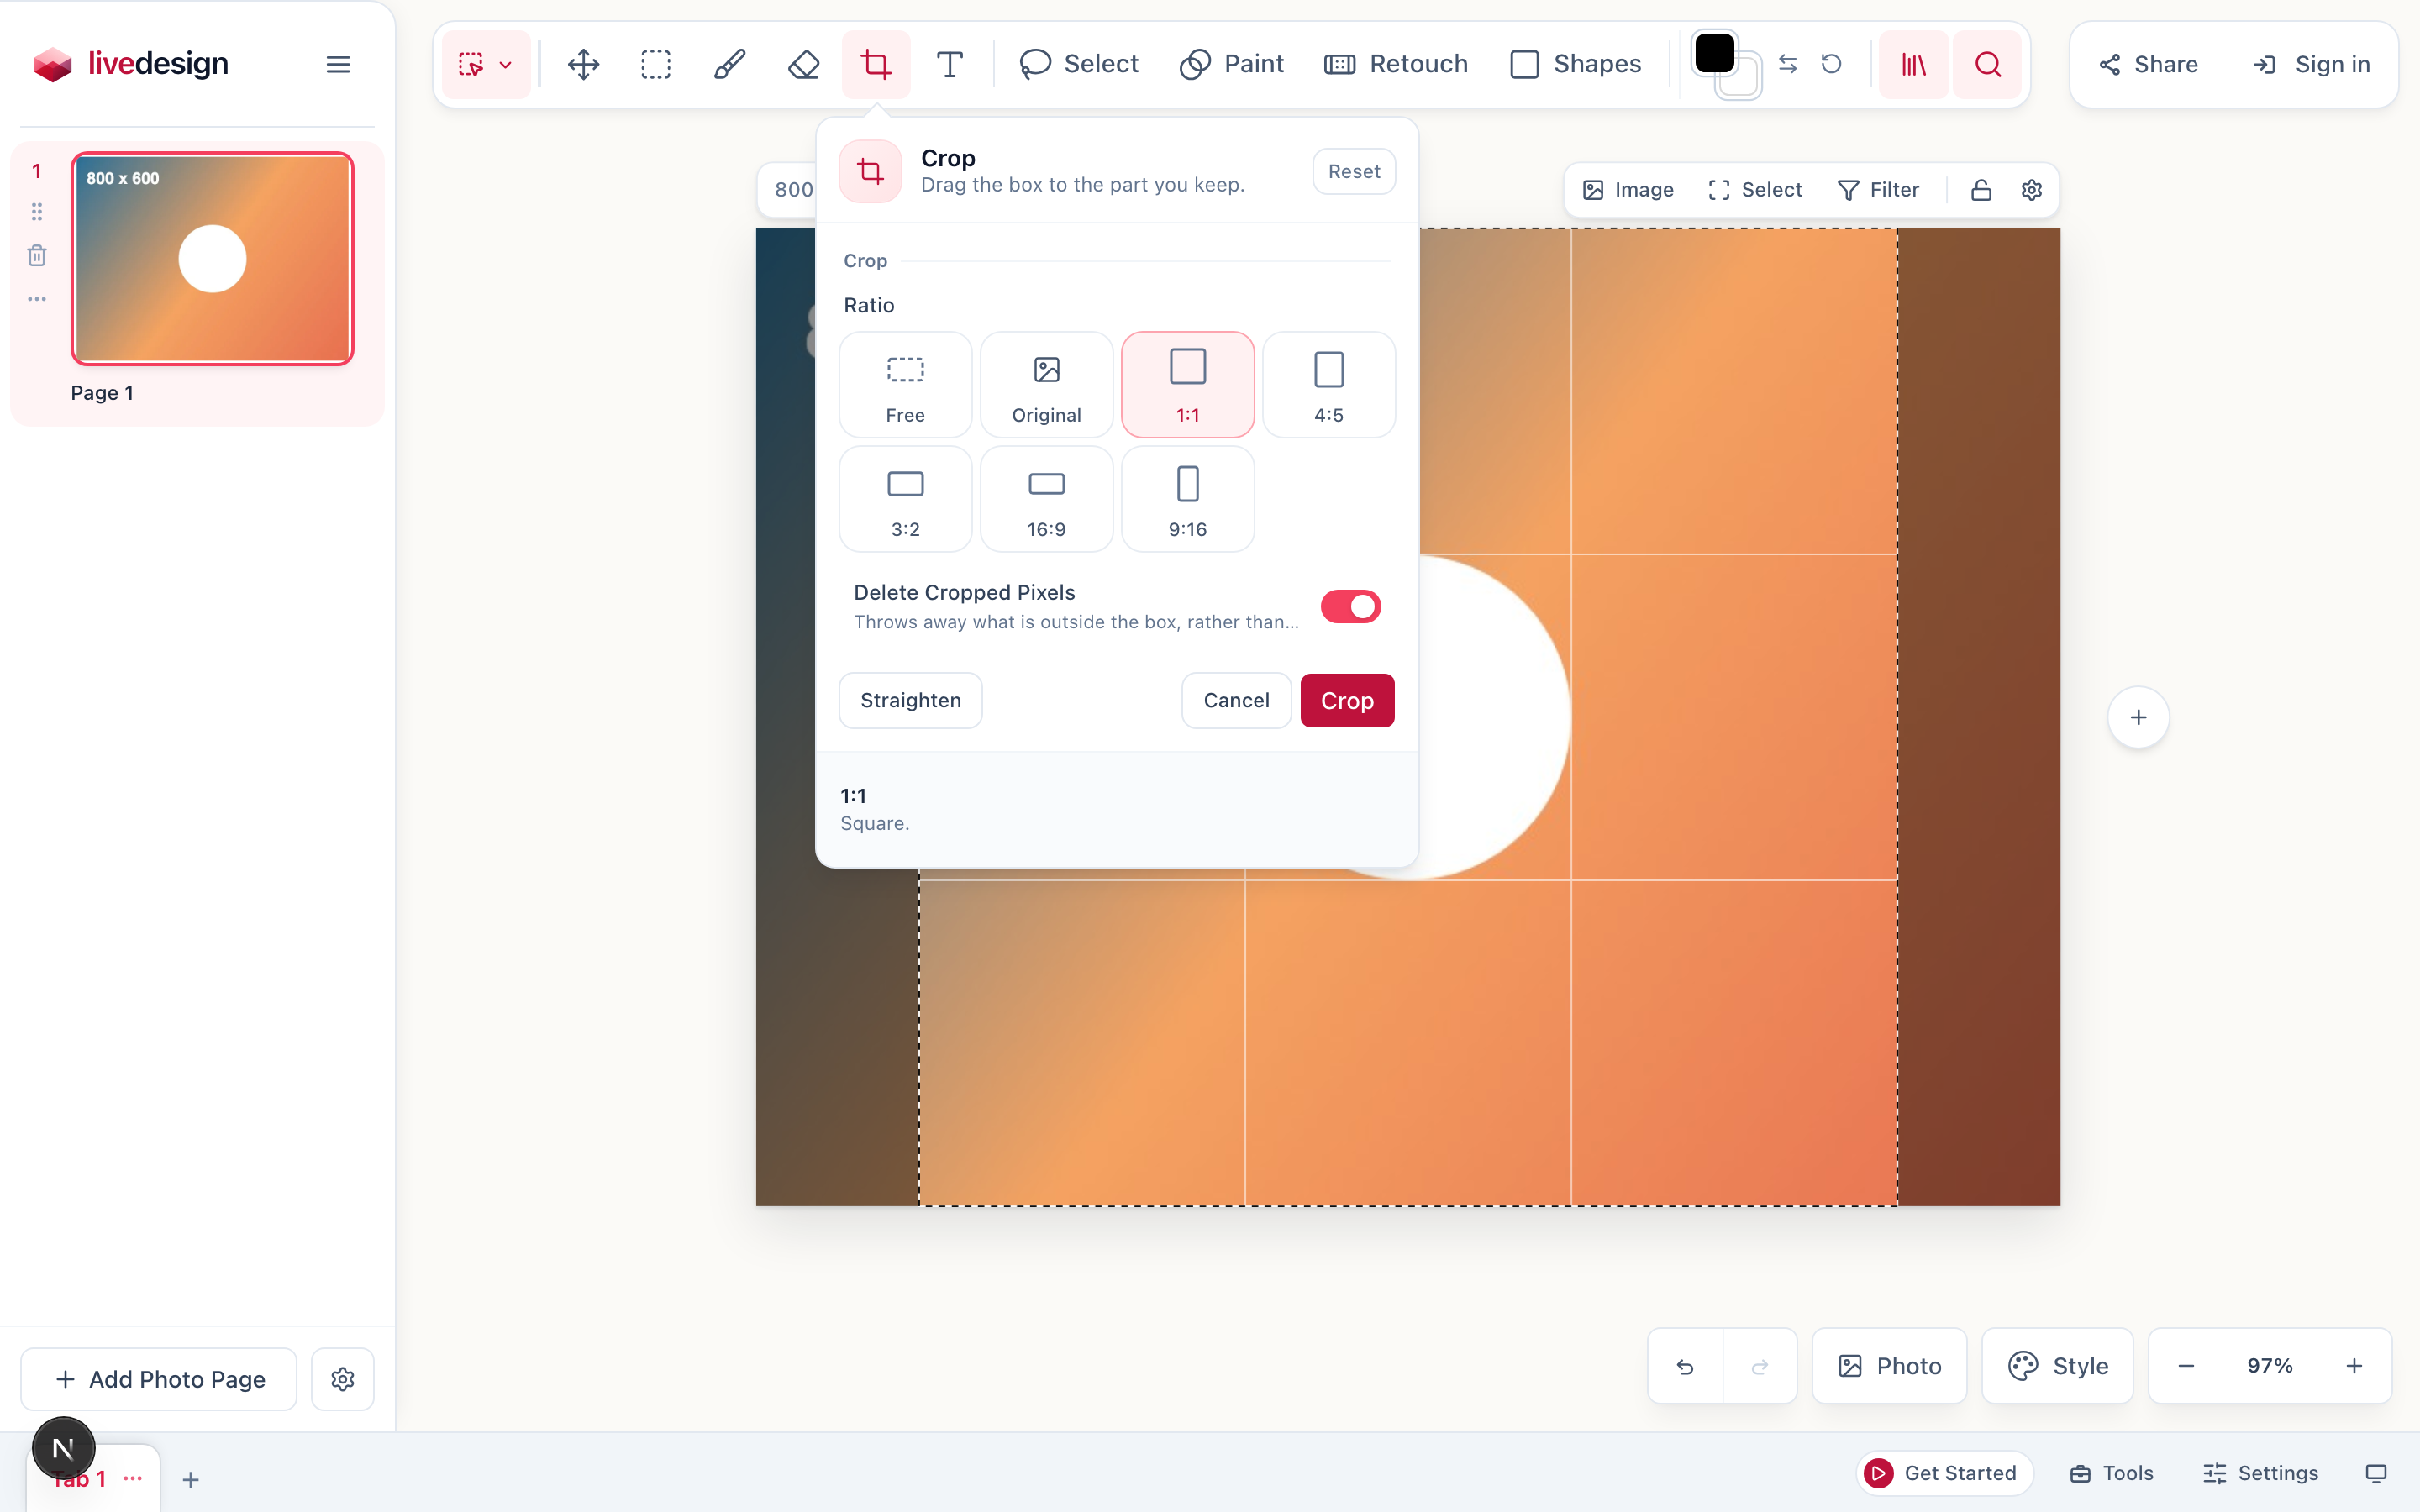 livedesign
Select
Paint
Retouch
Shapes
Share
Sign in
1
800 x 600
Page 1
Crop
Drag the box to the part you keep.
Reset
800
Image
Select
Filter
Crop
Ratio
Free
Original
1:1
4:5
3:2
16:9
9:16
Delete Cropped Pixels
Throws away what is outside the box, rather than...
Straighten
Cancel
Crop
1:1
Square.
Add Photo Page
Photo
Style
97%
N
Tab 1
Get Started
Tools
Settings